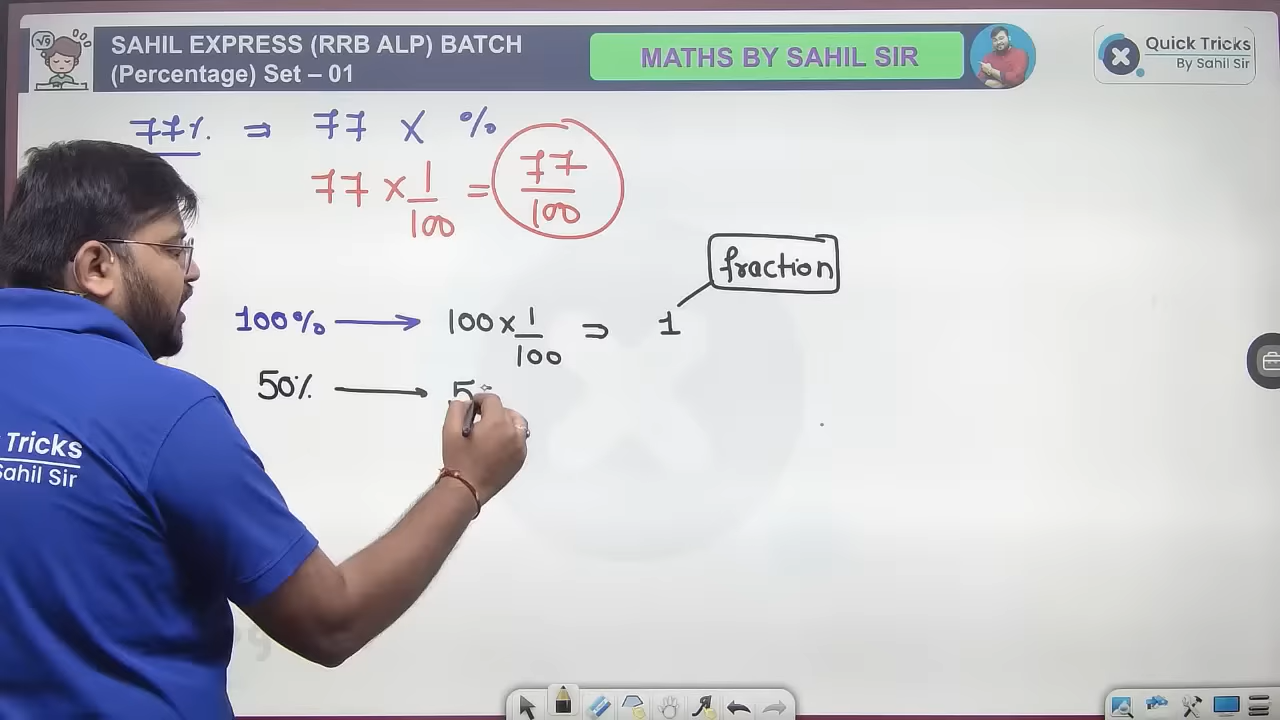 SAHIL EXPRESS (RRB ALP) BATCH
(Percentage) Set – 01
MATHS BY SAHIL SIR
Quick Tricks
By Sahil Sir
77% ⇒ 77 × %
77 × 1/100 = 77/100
fraction
100% → 100 × 1/100 ⇒ 1
50% → 5
Tricks
Sahil Sir